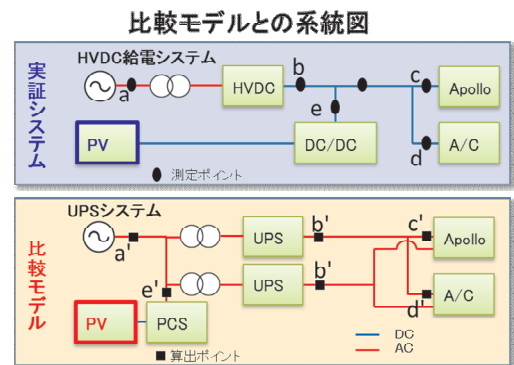 比較モデルとの系統図
実証システム
HVDC給電システム
a
HVDC
b
c
Apollo
e
PV
DC/DC
d
A/C
測定ポイント
比較モデル
UPSシステム
a'
UPS
b'
c'
Apollo
e'
UPS
b'
d'
A/C
PV
PCS
DC
AC
算出ポイント